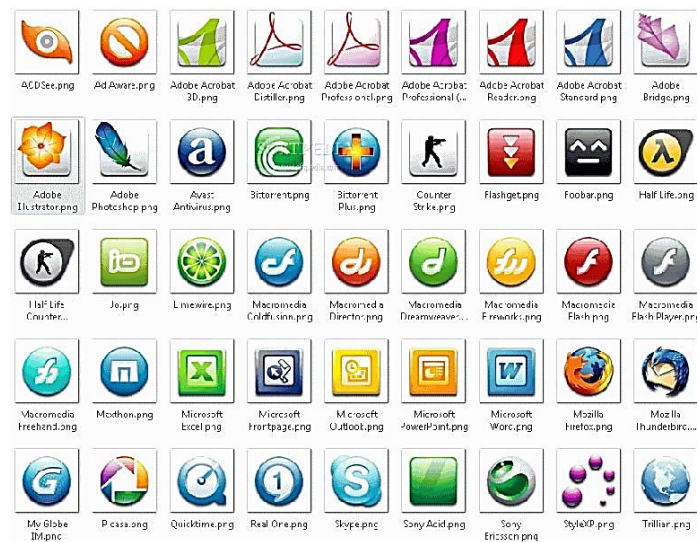 ACDSee.png
Ad Aware.png
Adobe Acrobat
3D.png
Adobe Acrobat
Distiller.png
Adobe Acrobat
Professional.png
Adobe Acrobat
Professional (...
Adobe Acrobat
Reader.png
Adobe Acrobat
Standard.png
Adobe
Bridge.png
Adobe
Illustrator.png
Adobe
Photoshop.png
a
Avast
Antivirus.png
Bittorrent.png
Bittorrent
Plus.png
Counter
Strike.png
Flashget.png
Foobar.png
λ
Half Life.png
Half Life
Counter...
Jo.png
Limewire.png
Macromedia
Coldfusion.png
Macromedia
Director.png
Macromedia
Dreamweaver....
Macromedia
Fireworks.png
Macromedia
Flash.png
Macromedia
Flash Player.png
Macromedia
Freehand.png
Maxthon.png
X
Microsoft
Excel.png
Microsoft
Frontpage.png
Microsoft
Outlook.png
Microsoft
PowerPoint.png
W
Microsoft
Word.png
Mozilla
Firefox.png
Mozilla
Thunderbird....
G
My Globe
IM.png
Picasa.png
Quicktime.png
1
Real One.png
S
Skype.png
Sony Acid.png
Sony
Ericsson.png
StyleXP.png
Trillian.png